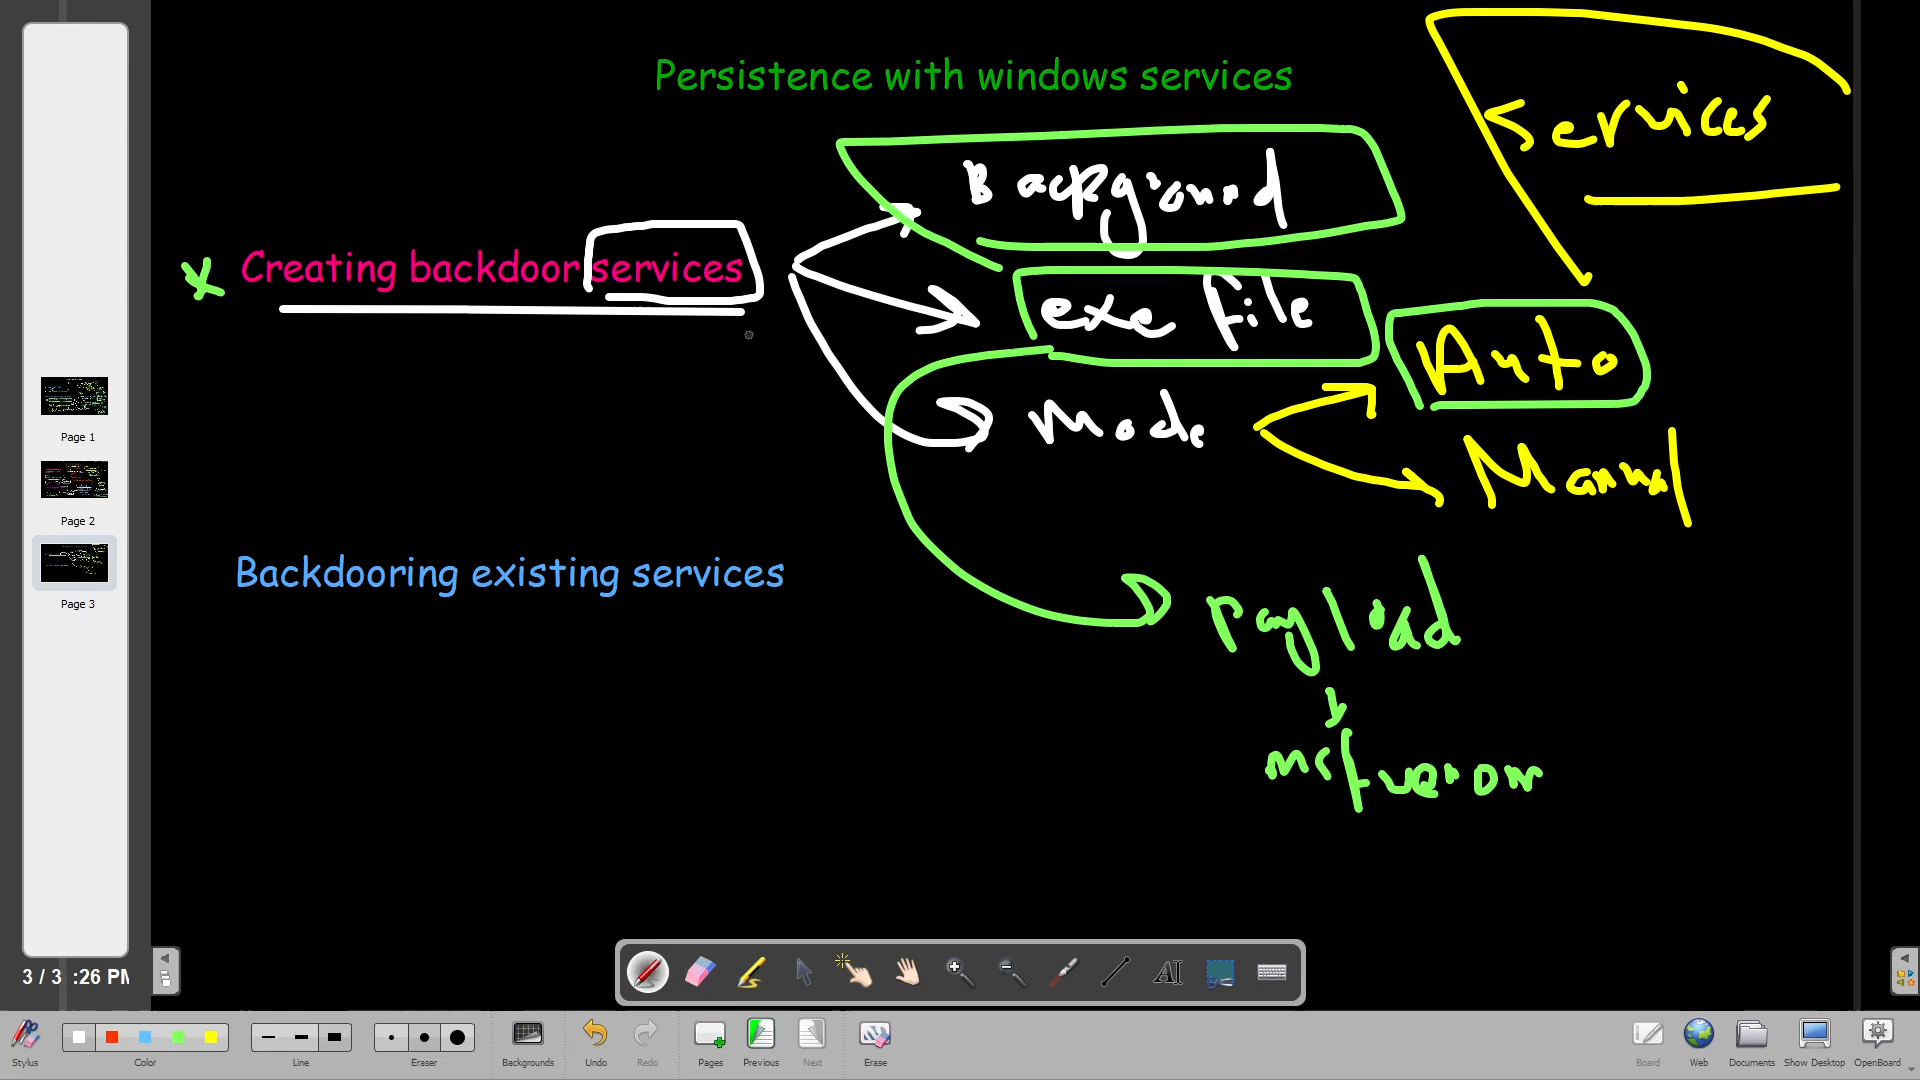 Persistence with windows services
Services
Background
Creating backdoor services
exe file
Auto
Mode
Manual
Backdooring existing services
Payload
Page 1
Page 2
Page 3
3 / 3 :26 PM
Stylus
Color
Line
Eraser
Backgrounds
Undo
Redo
Pages
Previous
Next
Erase
Board
Web
Documents
Show Desktop
OpenBoard